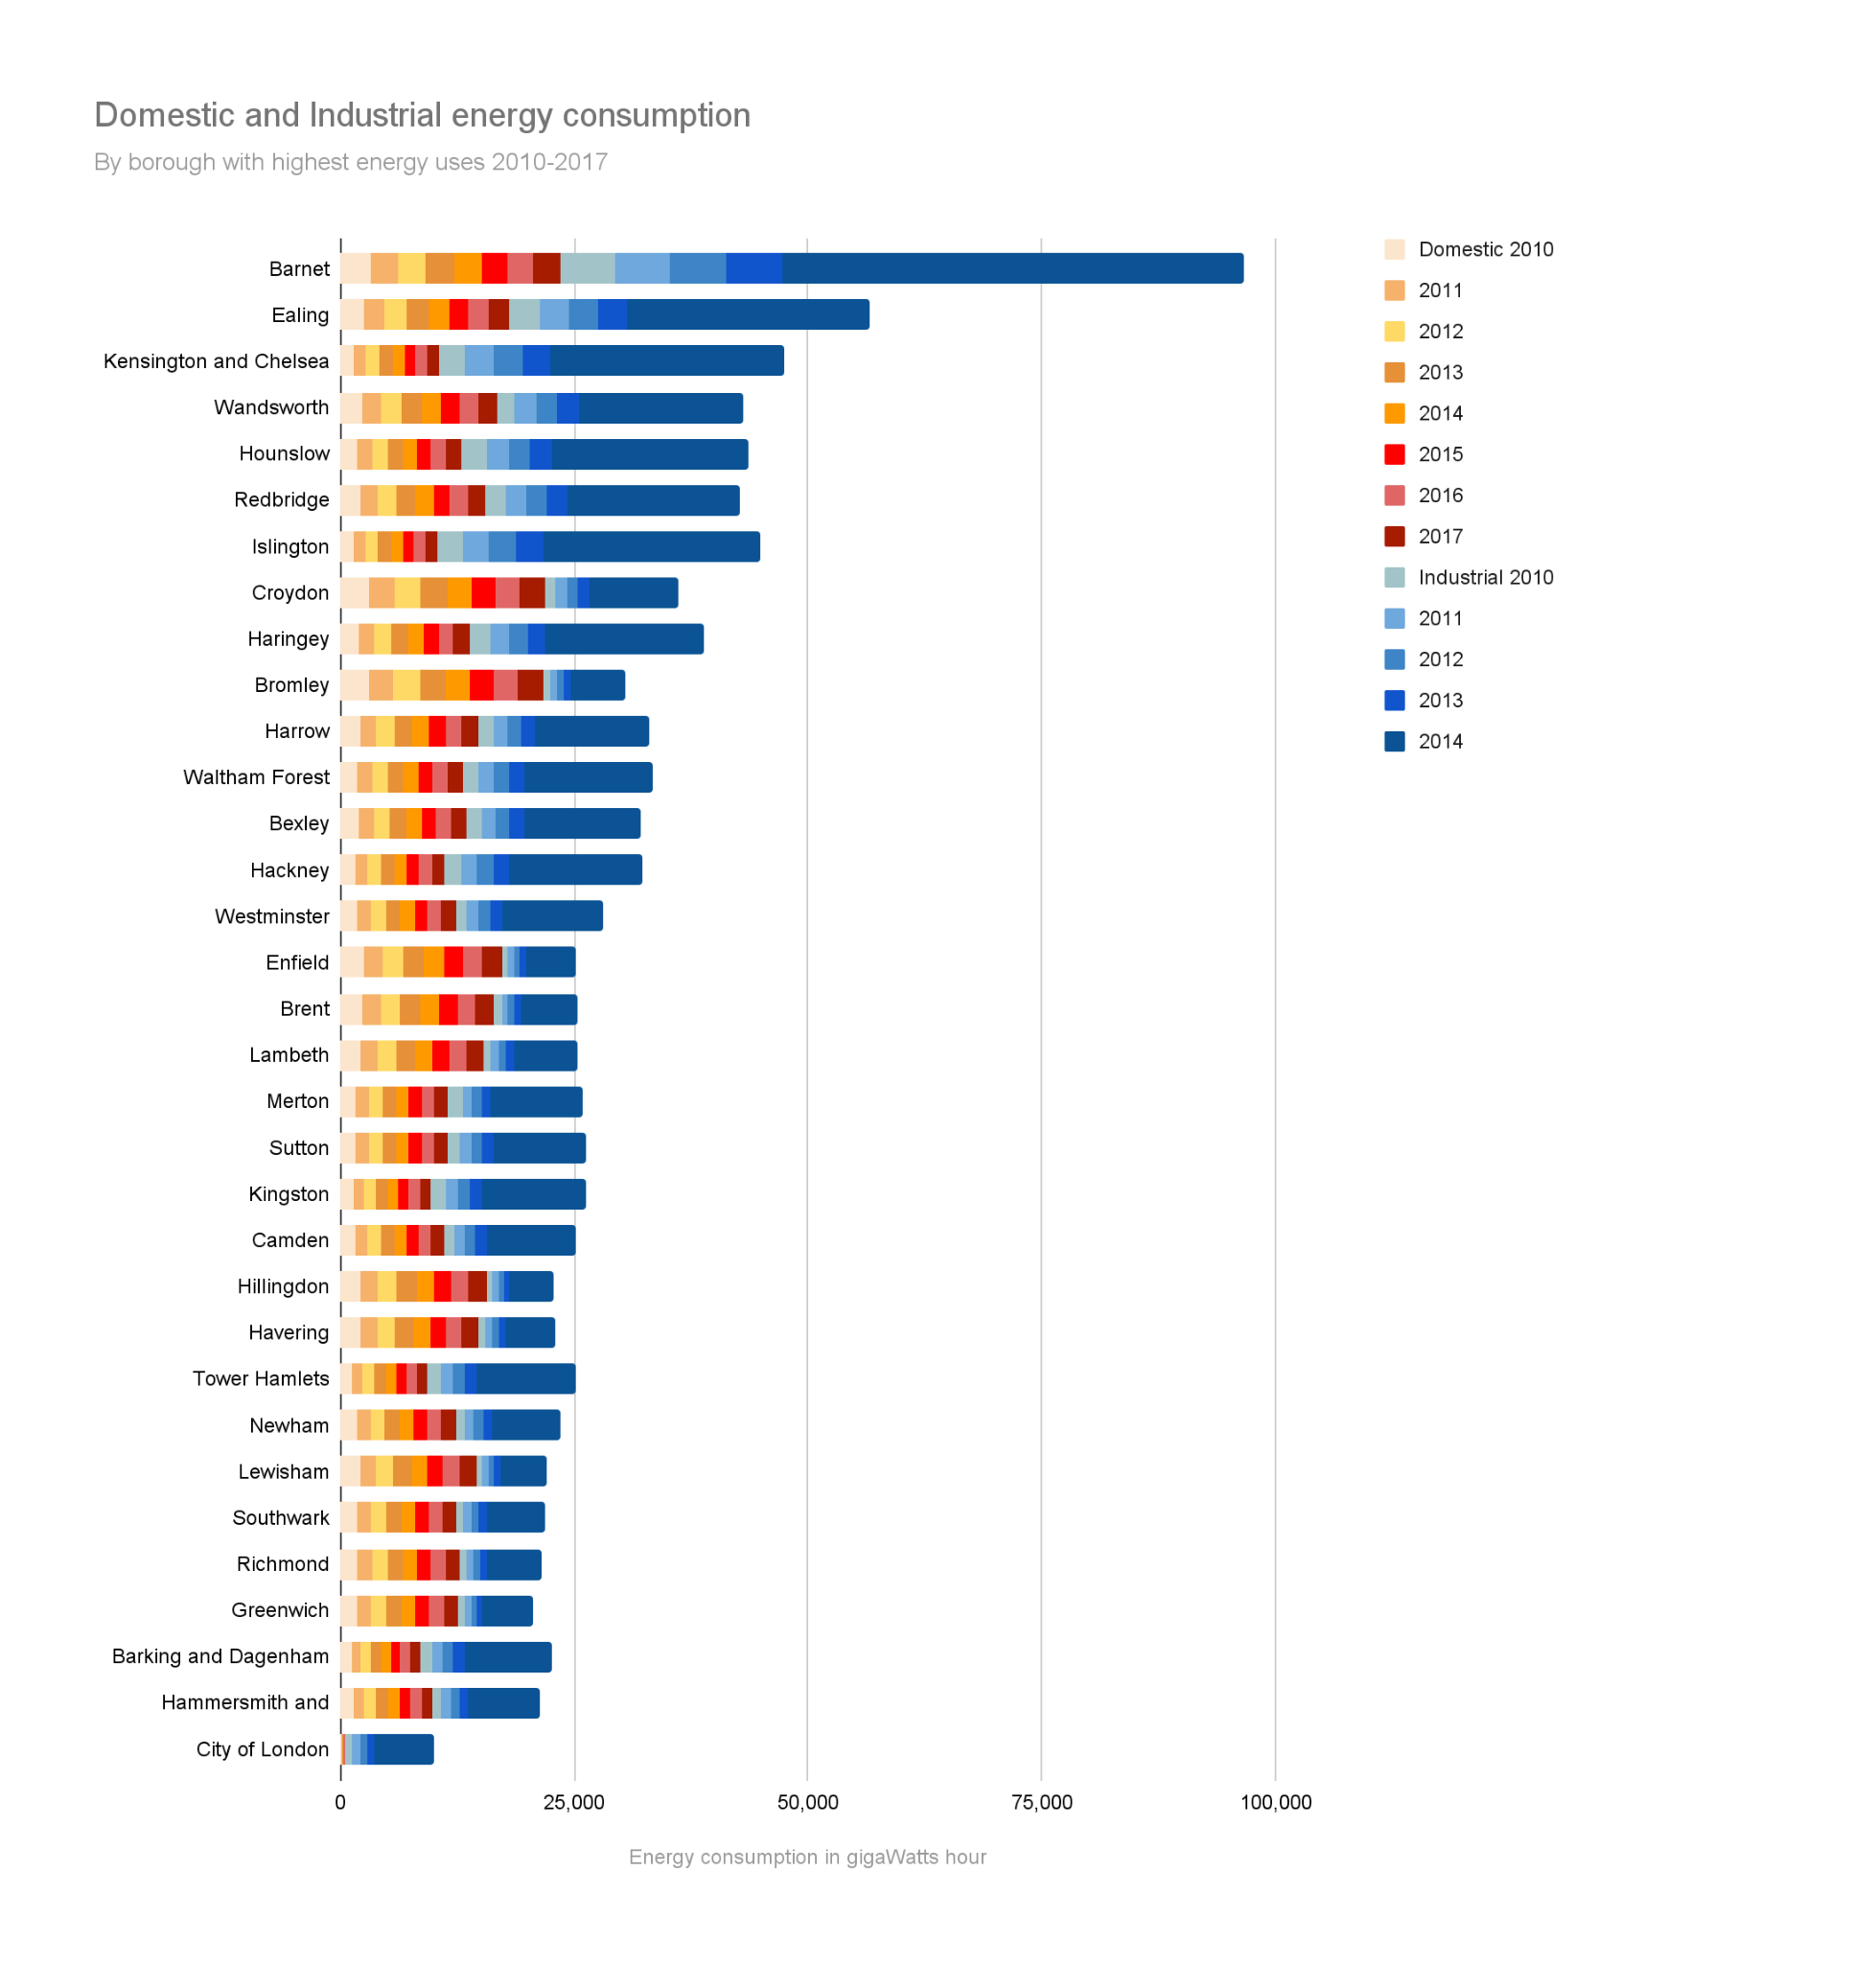 Domestic and Industrial energy consumption
By borough with highest energy uses 2010-2017
Barnet
Ealing
Kensington and Chelsea
Wandsworth
Hounslow
Redbridge
Islington
Croydon
Haringey
Bromley
Harrow
Waltham Forest
Bexley
Hackney
Westminster
Enfield
Brent
Lambeth
Merton
Sutton
Kingston
Camden
Hillingdon
Havering
Tower Hamlets
Newham
Lewisham
Southwark
Richmond
Greenwich
Barking and Dagenham
Hammersmith and
City of London
0 25,000 50,000 75,000 100,000
Energy consumption in gigaWatts hour
Domestic 2010
2011
2012
2013
2014
2015
2016
2017
Industrial 2010
2011
2012
2013
2014